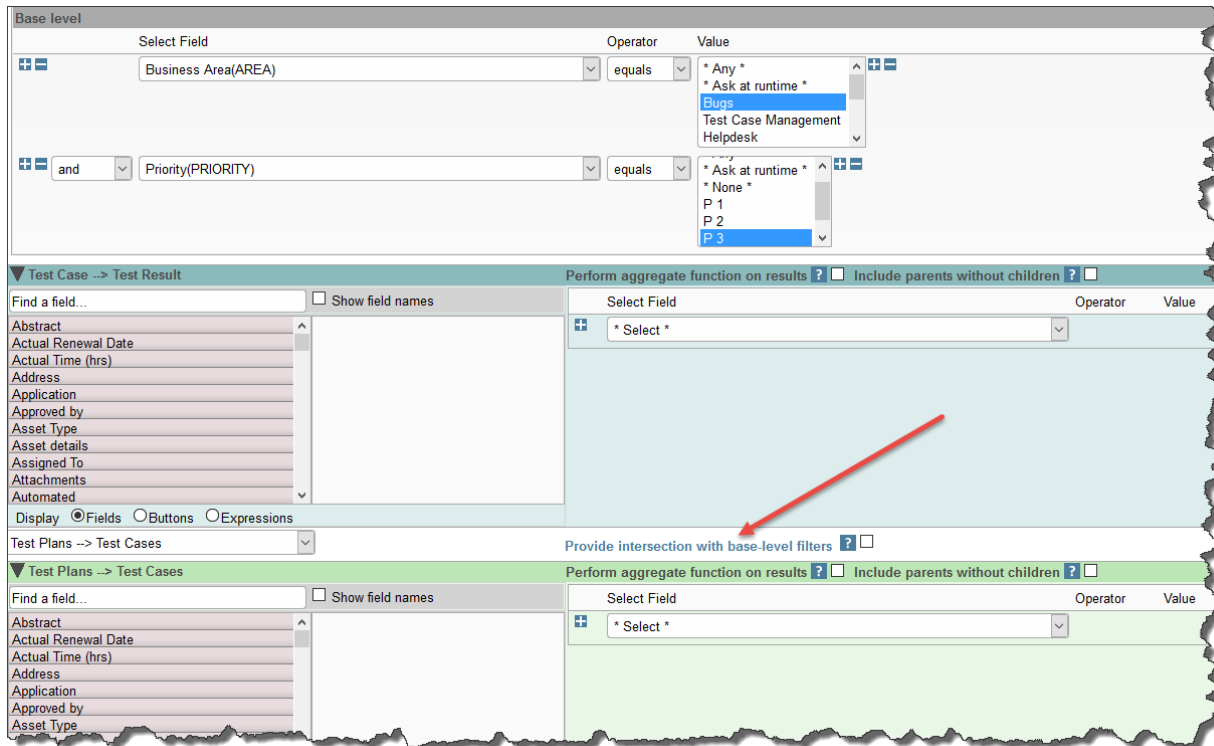 Base level
Select Field Operator Value
Business Area(AREA) equals * Any *
* Ask at runtime *
Bugs
Test Case Management
Helpdesk
and Priority(PRIORITY) equals * Ask at runtime *
* None *
P 1
P 2
P 3
Test Case --> Test Result Perform aggregate function on results ? Include parents without children ?
Find a field... Show field names Select Field Operator Value
* Select *
Abstract
Actual Renewal Date
Actual Time (hrs)
Address
Application
Approved by
Asset Type
Asset details
Assigned To
Attachments
Automated
Display Fields Buttons Expressions
Test Plans --> Test Cases Provide intersection with base-level filters ?
Test Plans --> Test Cases Perform aggregate function on results ? Include parents without children ?
Find a field... Show field names Select Field Operator Value
* Select *
Abstract
Actual Renewal Date
Actual Time (hrs)
Address
Application
Approved by
Asset Type